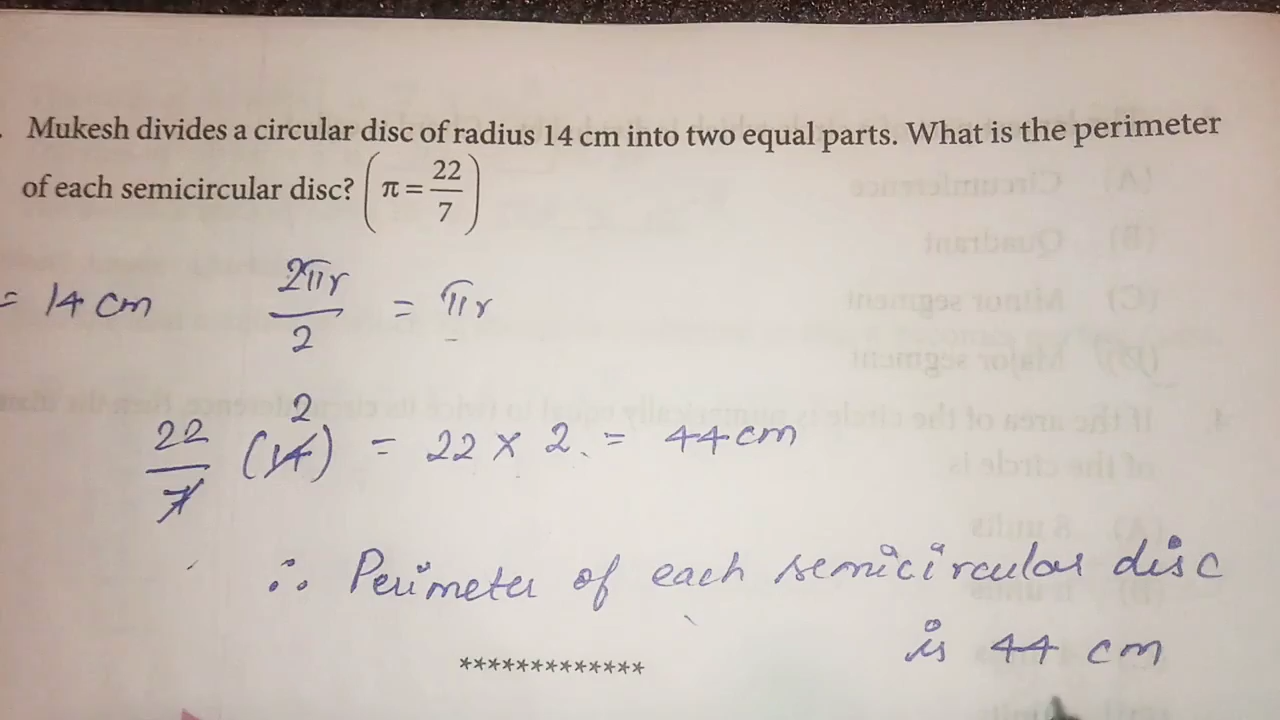 . Mukesh divides a circular disc of radius 14 cm into two equal parts. What is the perimeter
of each semicircular disc? (π = 22/7)
= 14 cm 2πr/2 = πr
22/7 (14) 2 = 22 × 2 = 44 cm
∴ Perimeter of each semicircular disc
is 44 cm
*************